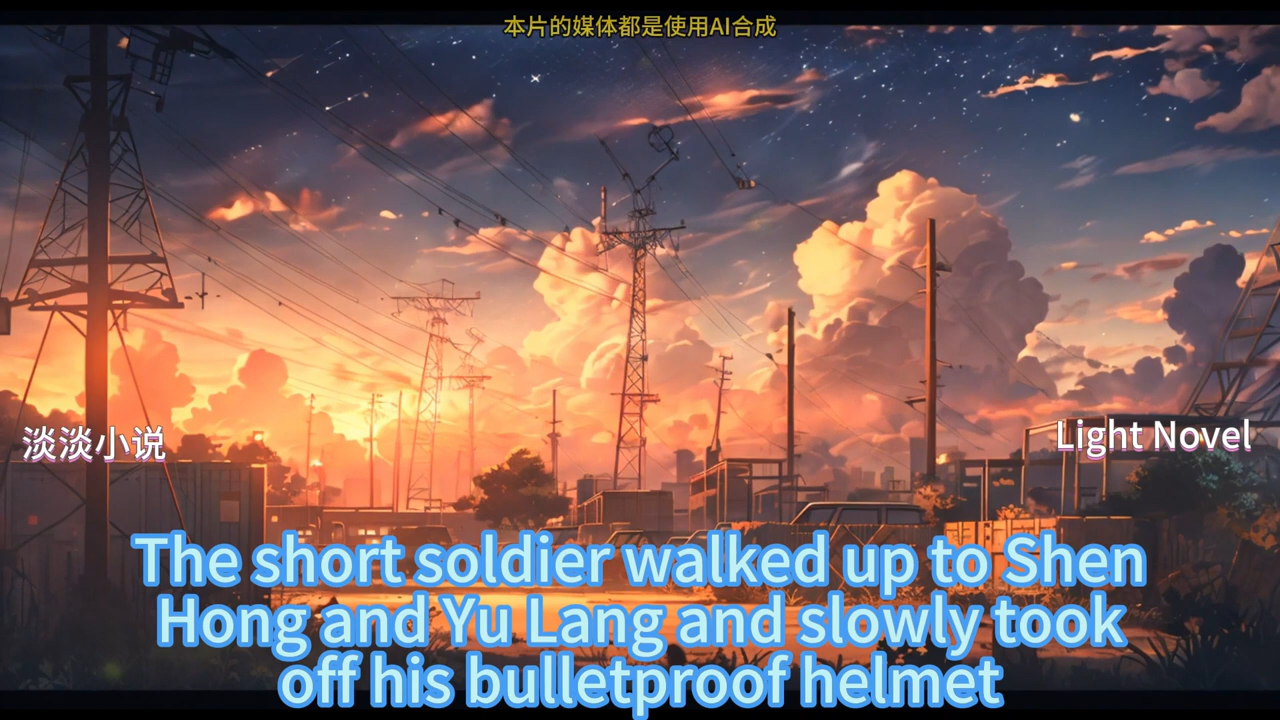 本片的媒体都是使用AI合成
淡淡小说
Light Novel
The short soldier walked up to Shen
Hong and Yu Lang and slowly took
off his bulletproof helmet